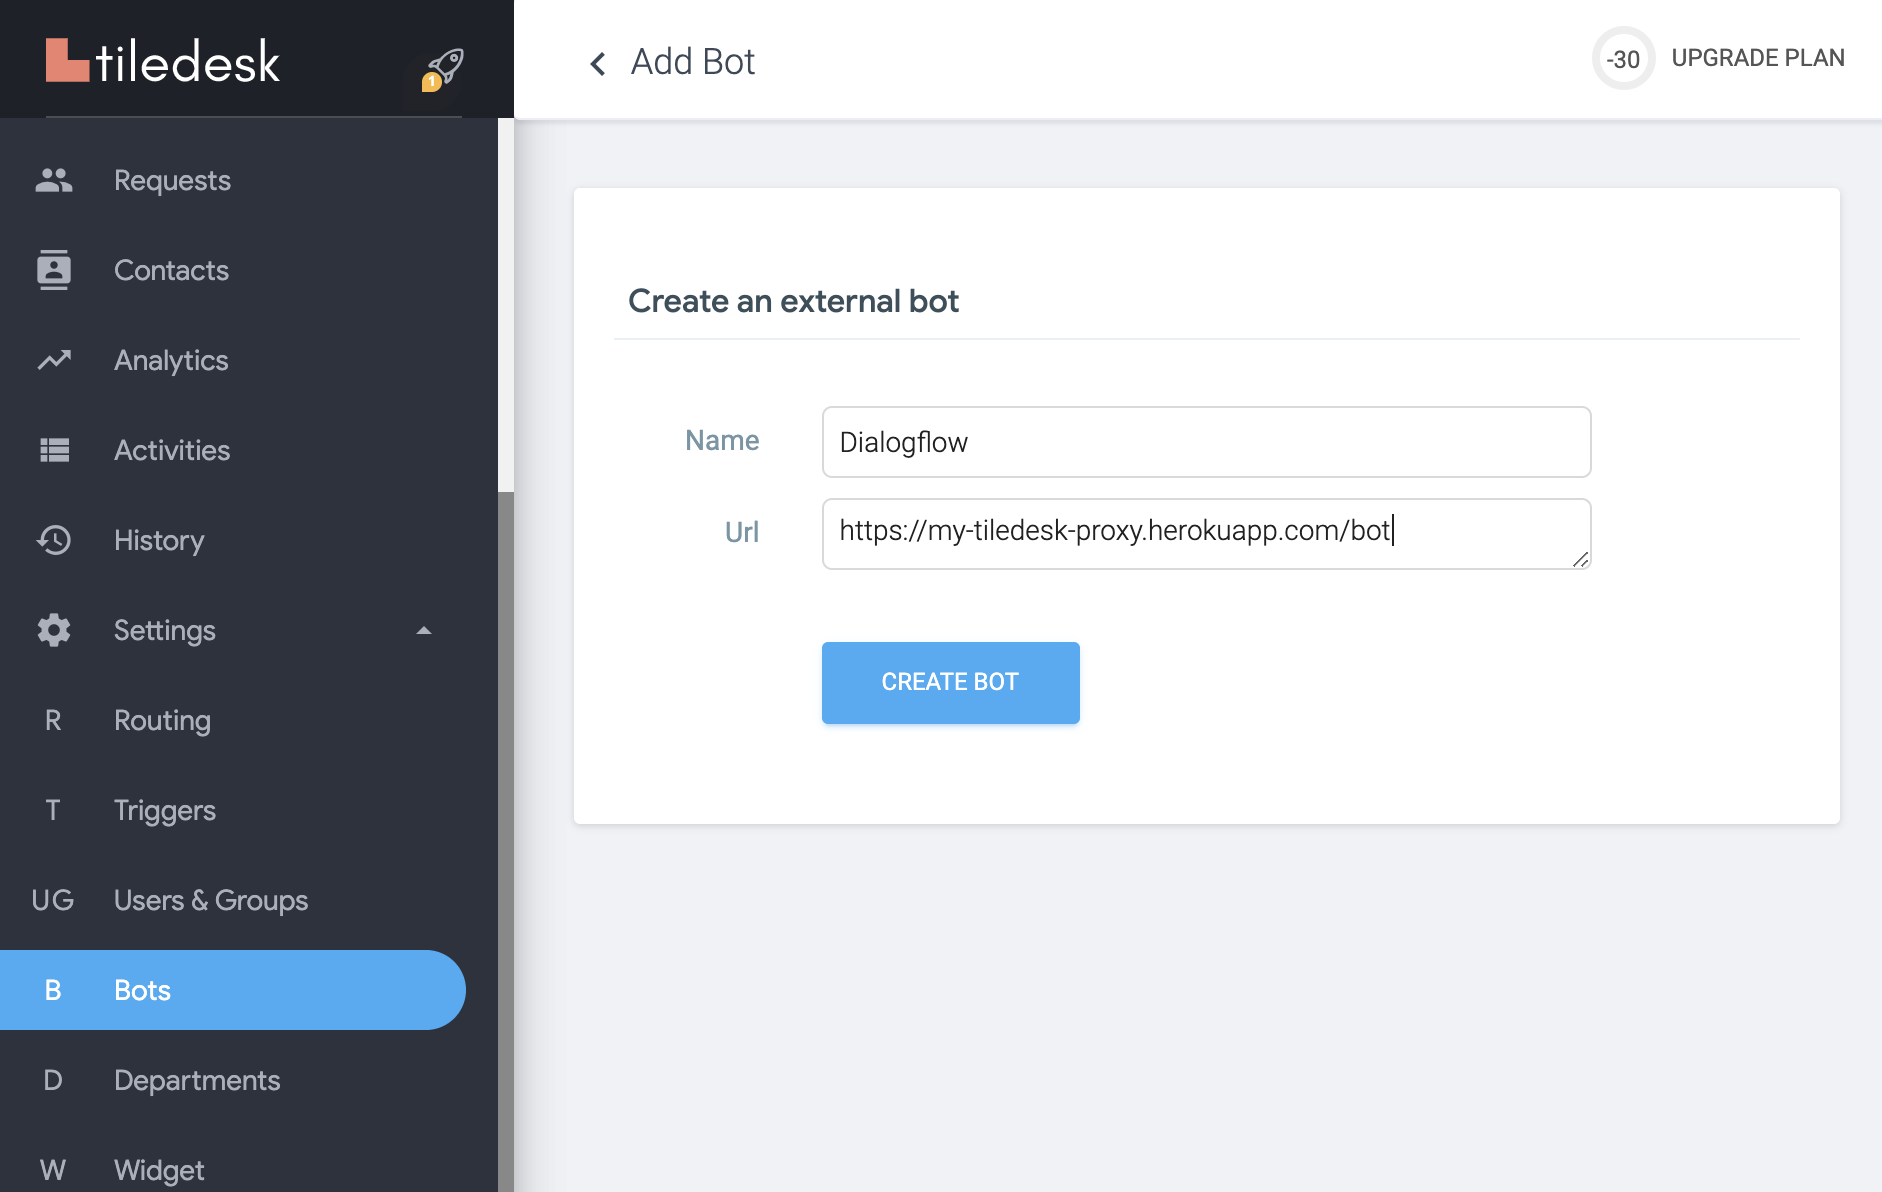 tiledesk
1
Add Bot
-30 UPGRADE PLAN
Requests
Contacts
Analytics
Activities
History
Settings
R Routing
T Triggers
UG Users & Groups
B Bots
D Departments
W Widget
Create an external bot
Name Dialogflow
Url https://my-tiledesk-proxy.herokuapp.com/bot
CREATE BOT